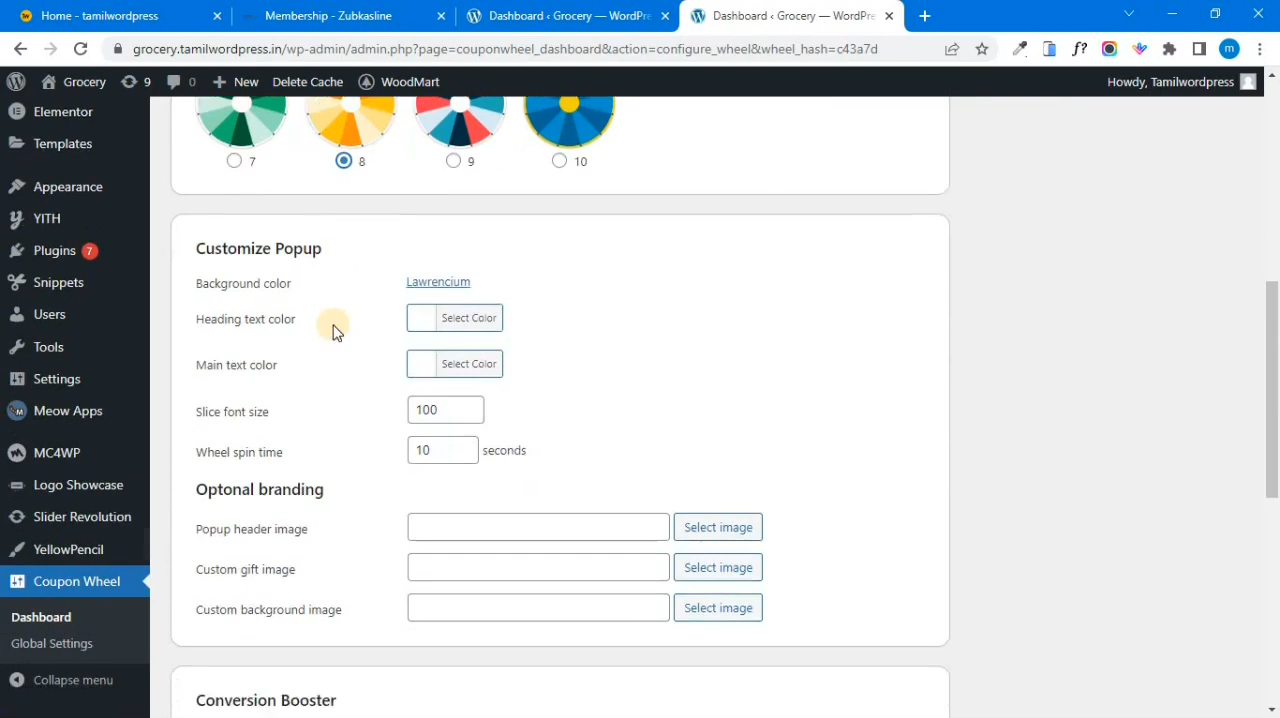 Home - tamilwordpress
Membership - Zubkasline
Dashboard ‹ Grocery — WordPre
Dashboard ‹ Grocery — WordPre
grocery.tamilwordpress.in/wp-admin/admin.php?page=couponwheel_dashboard&action=configure_wheel&wheel_hash=c43a7d
f?
m
Grocery
9
0
New
Delete Cache
WoodMart
Howdy, Tamilwordpress
Elementor
Templates
Appearance
YITH
Plugins 7
Snippets
Users
Tools
Settings
Meow Apps
MC4WP
Logo Showcase
Slider Revolution
YellowPencil
Coupon Wheel
Dashboard
Global Settings
Collapse menu
7
8
9
10
Customize Popup
Background color Lawrencium
Heading text color Select Color
Main text color Select Color
Slice font size 100
Wheel spin time 10 seconds
Optonal branding
Popup header image Select image
Custom gift image Select image
Custom background image Select image
Conversion Booster